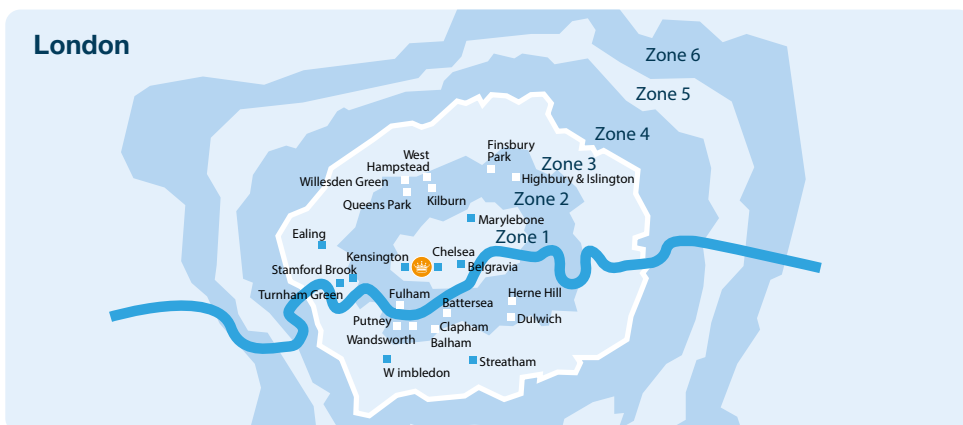 London
Zone 6
Zone 5
Zone 4
Finsbury
Park
West
Hampstead
Zone 3
Willesden Green
Highbury & Islington
Queens Park
Kilburn
Zone 2
Marylebone
Ealing
Zone 1
Kensington
Chelsea
Stamford Brook
Belgravia
Turnham Green
Fulham
Herne Hill
Battersea
Putney
Dulwich
Clapham
Wandsworth
Balham
Streatham
W imbledon